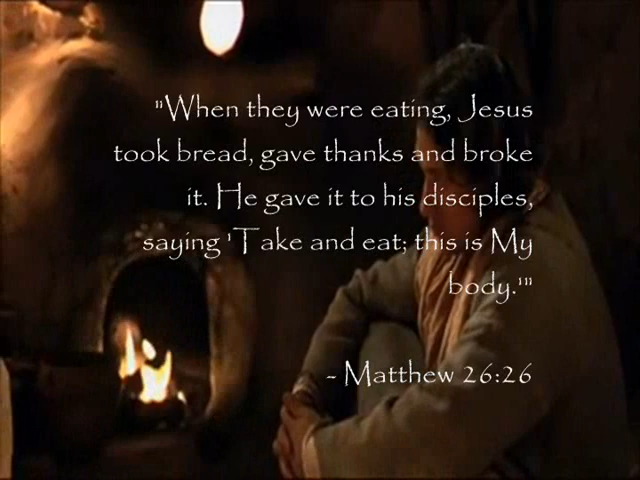 "When they were eating, Jesus
took bread, gave thanks and broke
it. He gave it to his disciples,
saying 'Take and eat; this is My
body.'"
- Matthew 26:26